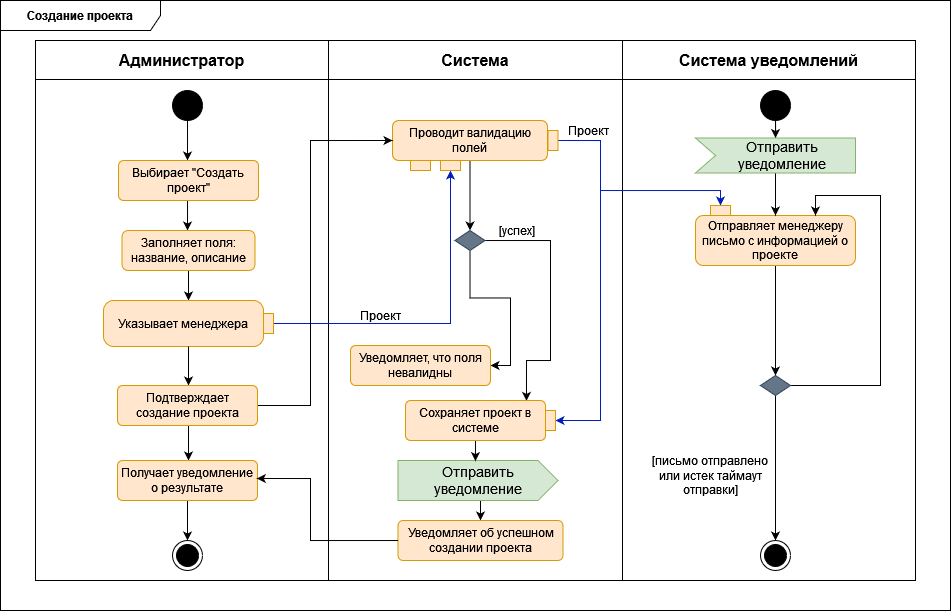 Создание проекта
Администратор
Система
Система уведомлений
Выбирает "Создать
проект"
Заполняет поля:
название, описание
Указывает менеджера
Проект
Подтверждает
создание проекта
Получает уведомление
о результате
Проводит валидацию
полей
Проект
[успех]
Уведомляет, что поля
невалидны
Сохраняет проект в
системе
Отправить
уведомление
Уведомляет об успешном
создании проекта
Отправить
уведомление
Отправляет менеджеру
письмо с информацией о
проекте
[письмо отправлено
или истек таймаут
отправки]